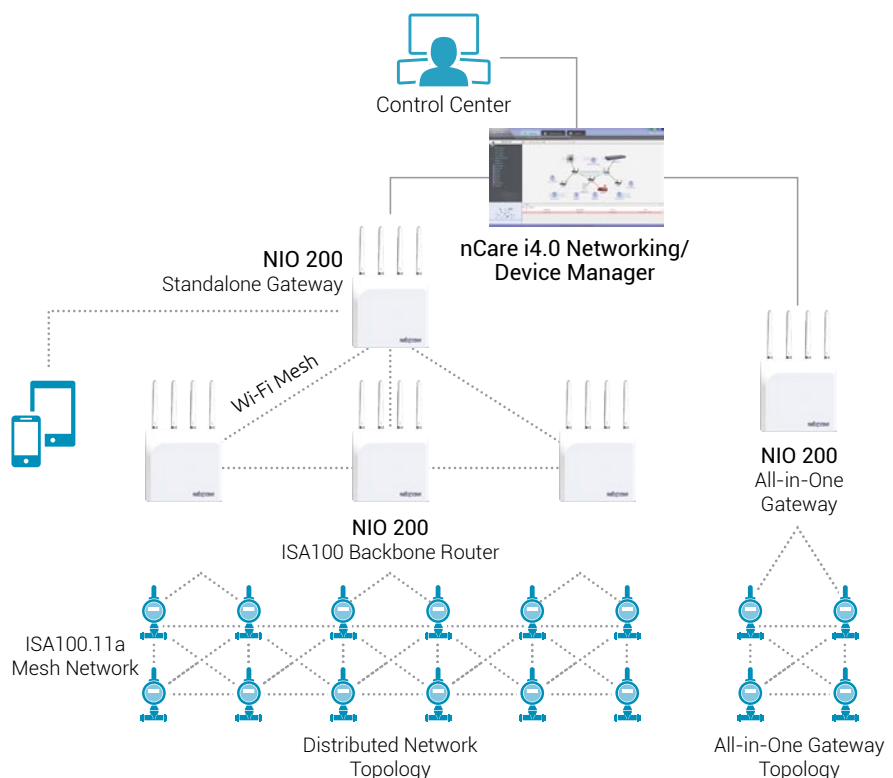 Control Center
nCare i4.0 Networking/
Device Manager
NIO 200
Standalone Gateway
Wi-Fi Mesh
NIO 200
All-in-One
Gateway
NIO 200
ISA100 Backbone Router
ISA100.11a
Mesh Network
Distributed Network
Topology
All-in-One Gateway
Topology